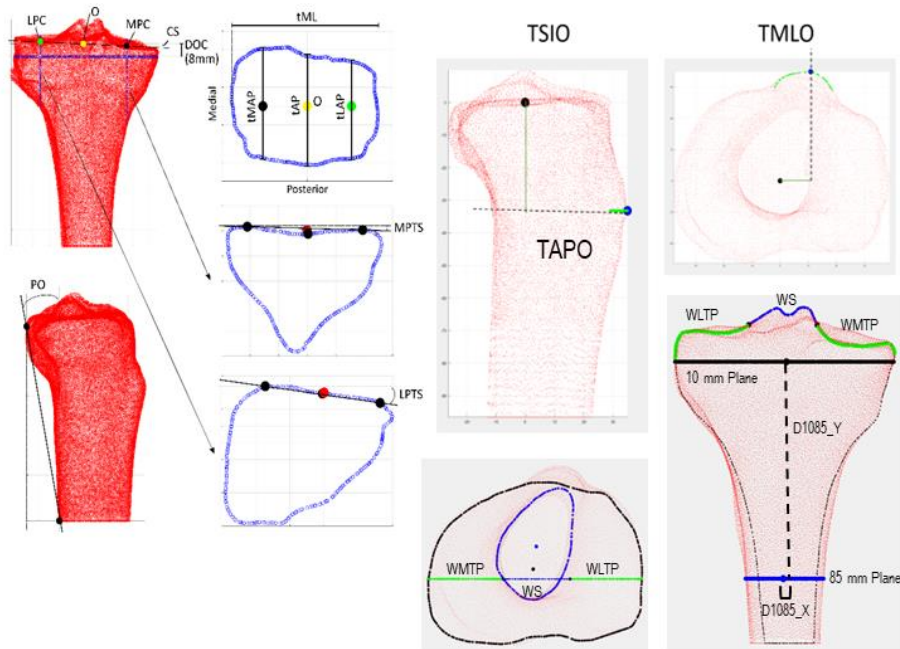 LPC
O
MPC
CS
DOC
(8mm)
tML
Medial
tMAP
tAP
O
tLAP
Posterior
MPTS
PO
LPTS
TSIO
TAPO
TMLO
WMTP
WS
WLTP
WLTP
WS
WMTP
10 mm Plane
D1085_Y
85 mm Plane
D1085_X